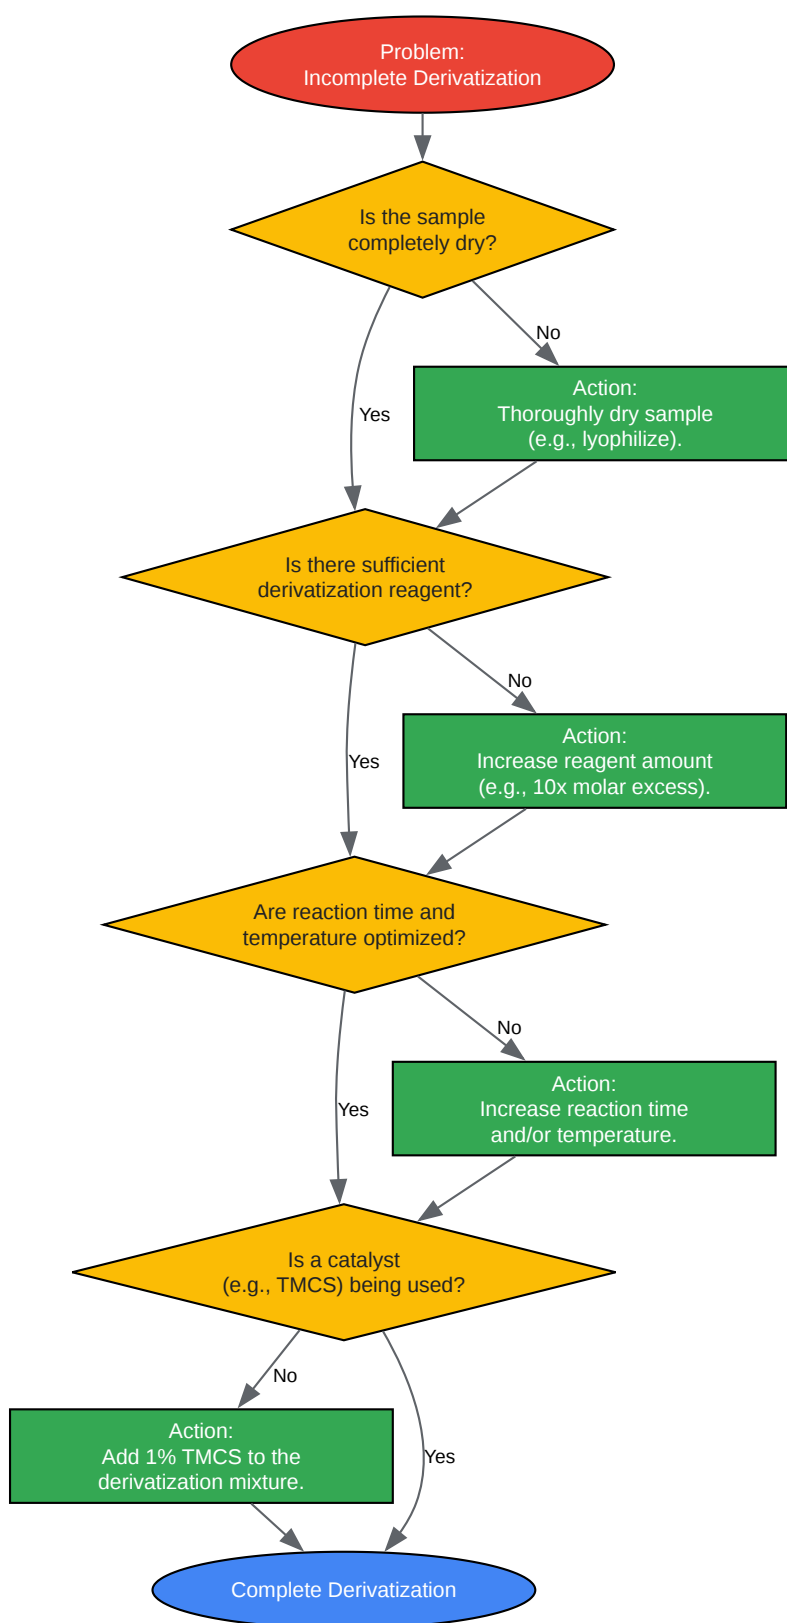 Problem:
Incomplete Derivatization
Is the sample
completely dry?
No
Action:
Thoroughly dry sample
(e.g., lyophilize).
Yes
Is there sufficient
derivatization reagent?
No
Action:
Increase reagent amount
(e.g., 10x molar excess).
Yes
Are reaction time and
temperature optimized?
No
Action:
Increase reaction time
and/or temperature.
Yes
Is a catalyst
(e.g., TMCS) being used?
No
Action:
Add 1% TMCS to the
derivatization mixture.
Yes
Complete Derivatization